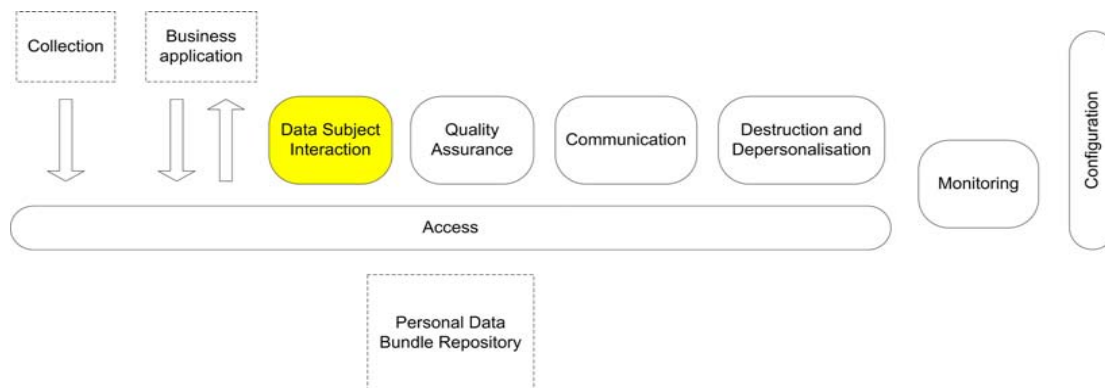 Collection
Business
application
Data Subject
Interaction
Quality
Assurance
Communication
Destruction and
Depersonalisation
Monitoring
Configuration
Access
Personal Data
Bundle Repository